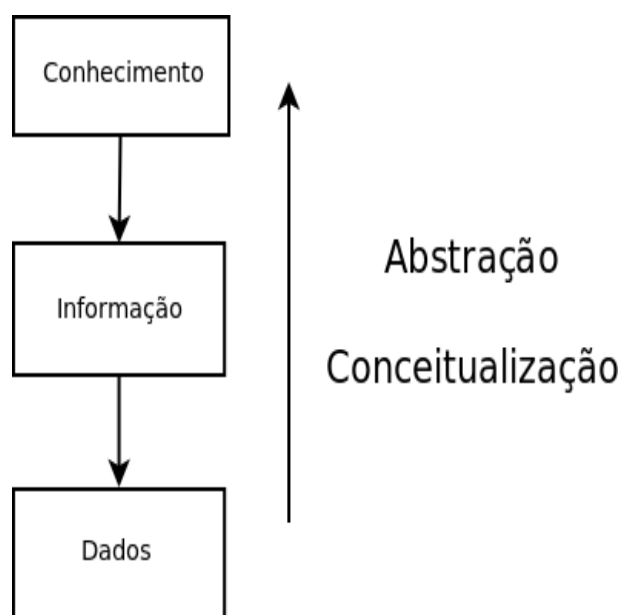 Conhecimento
Informação
Dados
Abstração
Conceitualização